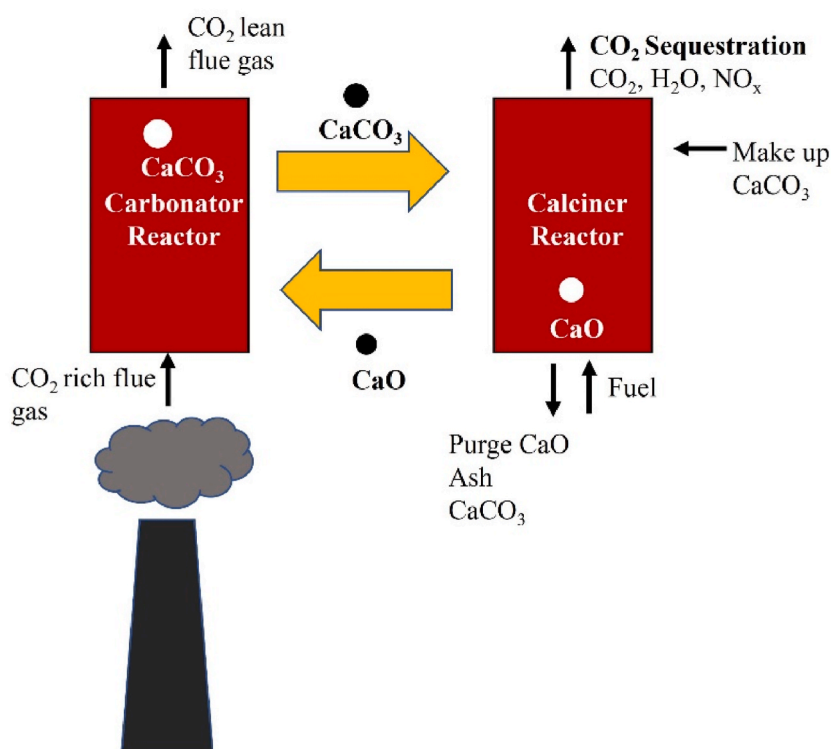 CO₂ lean
flue gas
CaCO₃
CO₂ Sequestration
CO₂, H₂O, NOₓ
CaCO₃
Carbonator
Reactor
Calciner
Reactor
Make up
CaCO₃
CaO
CaO
CO₂ rich flue
gas
Fuel
Purge CaO
Ash
CaCO₃